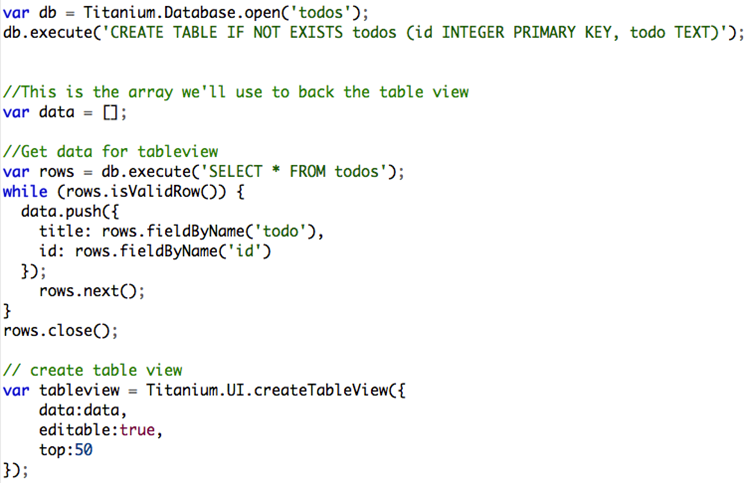 var db = Titanium.Database.open('todos');
db.execute('CREATE TABLE IF NOT EXISTS todos (id INTEGER PRIMARY KEY, todo TEXT)');
//This is the array we'll use to back the table view
var data = [];
//Get data for tableview
var rows = db.execute('SELECT * FROM todos');
while (rows.isValidRow()) {
  data.push({
    title: rows.fieldByName('todo'),
    id: rows.fieldByName('id')
  });
    rows.next();
}
rows.close();
// create table view
var tableview = Titanium.UI.createTableView({
    data:data,
    editable:true,
    top:50
});